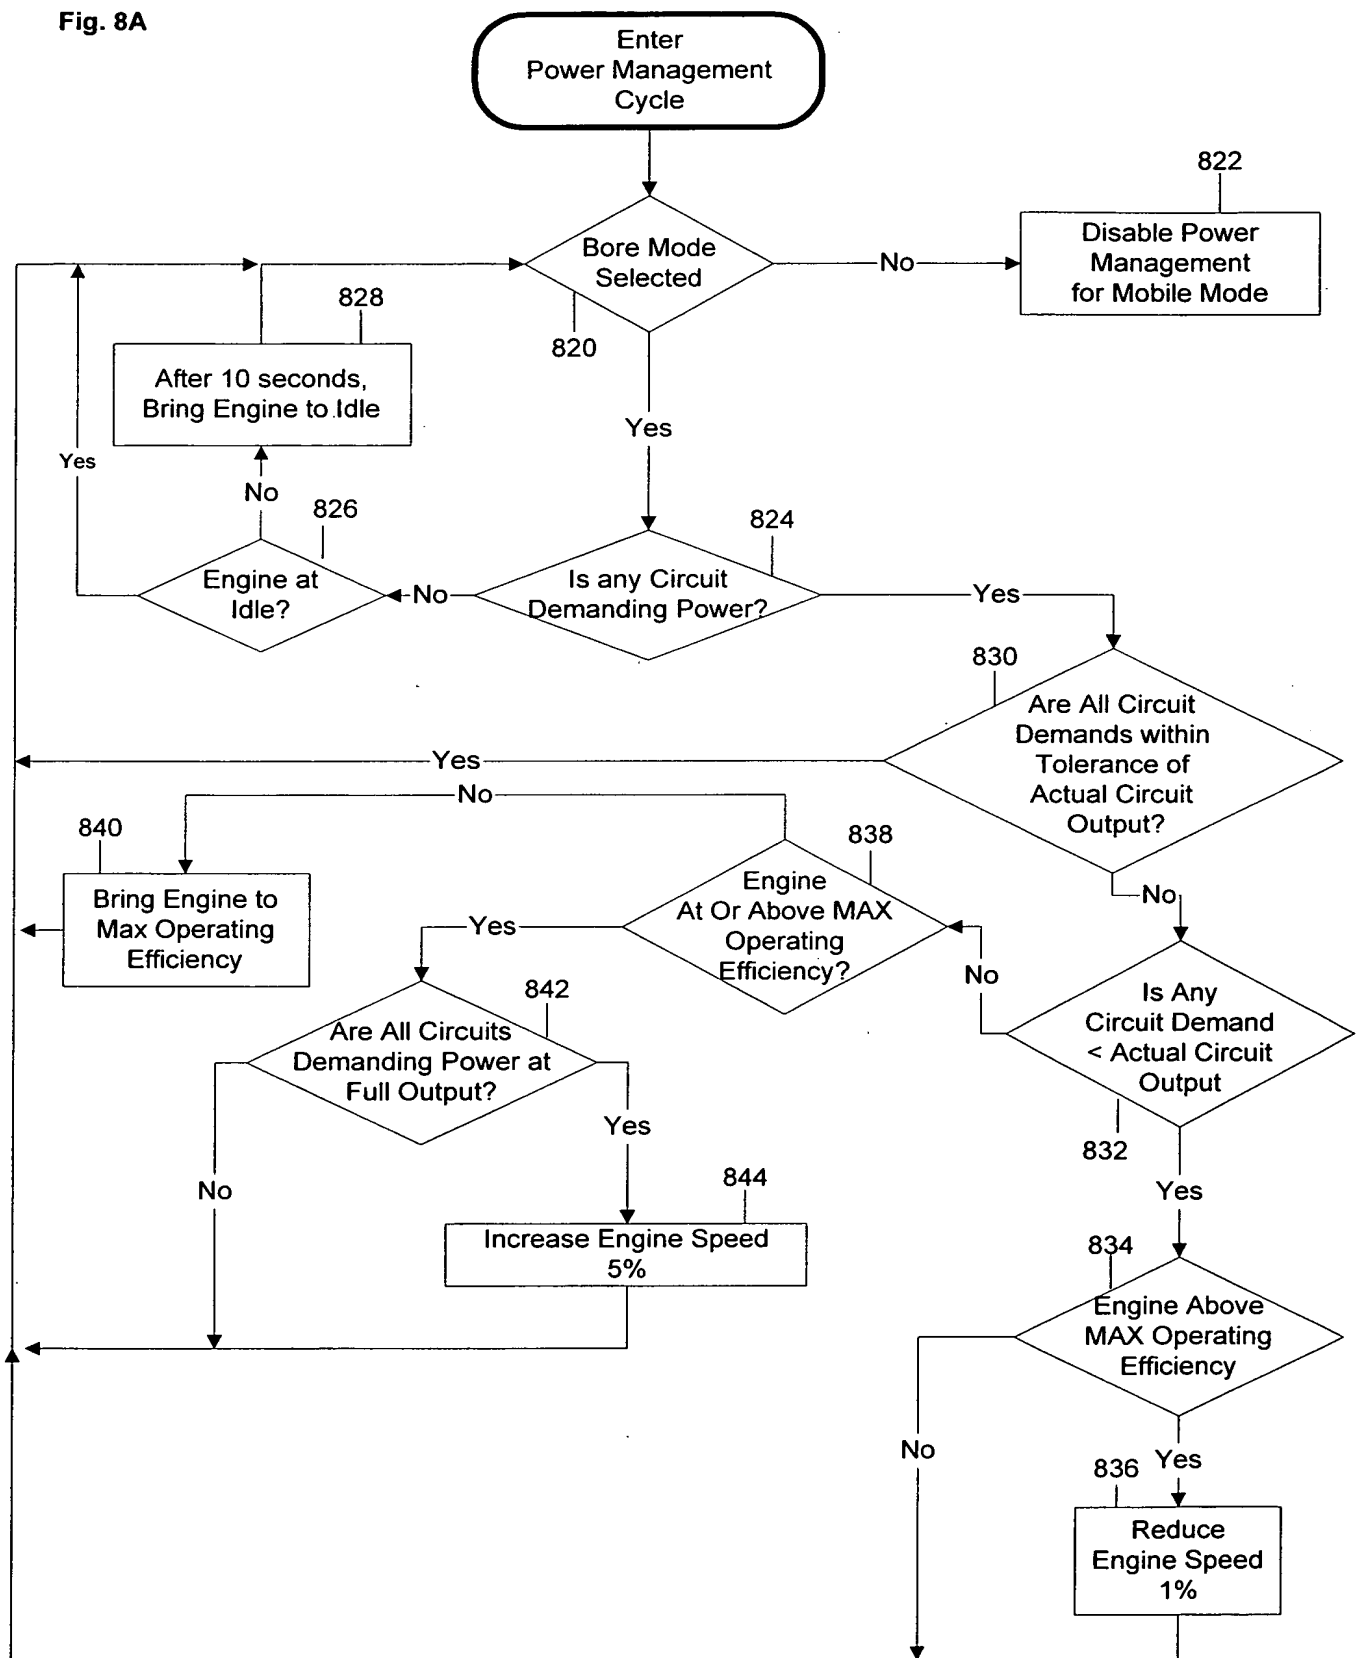 Fig. 8A
Enter
Power Management
Cycle
822
Bore Mode
Selected
No
Disable Power
Management
for Mobile Mode
820
828
After 10 seconds,
Bring Engine to Idle
Yes
Yes
No
826
824
Engine at
Idle?
No
Is any Circuit
Demanding Power?
Yes
830
Are All Circuit
Demands within
Tolerance of
Actual Circuit
Output?
Yes
No
840
838
Bring Engine to
Max Operating
Efficiency
Engine
At Or Above MAX
Operating
Efficiency?
Yes
No
No
842
Are All Circuits
Demanding Power at
Full Output?
Is Any
Circuit Demand
< Actual Circuit
Output
Yes
832
No
844
Yes
Increase Engine Speed
5%
834
Engine Above
MAX Operating
Efficiency
No
Yes
836
Reduce
Engine Speed
1%